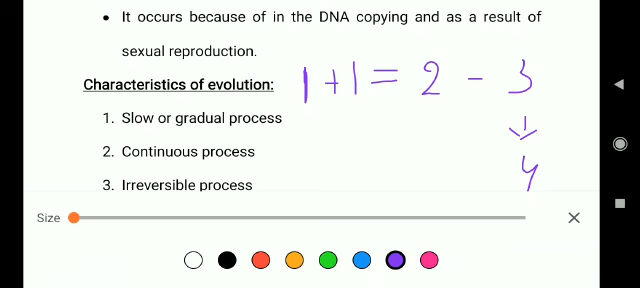 • It occurs because of in the DNA copying and as a result of
sexual reproduction.
Characteristics of evolution:
1 + 1 = 2 - 3
1. Slow or gradual process
↓
2. Continuous process
4
3. Irreversible process
Size